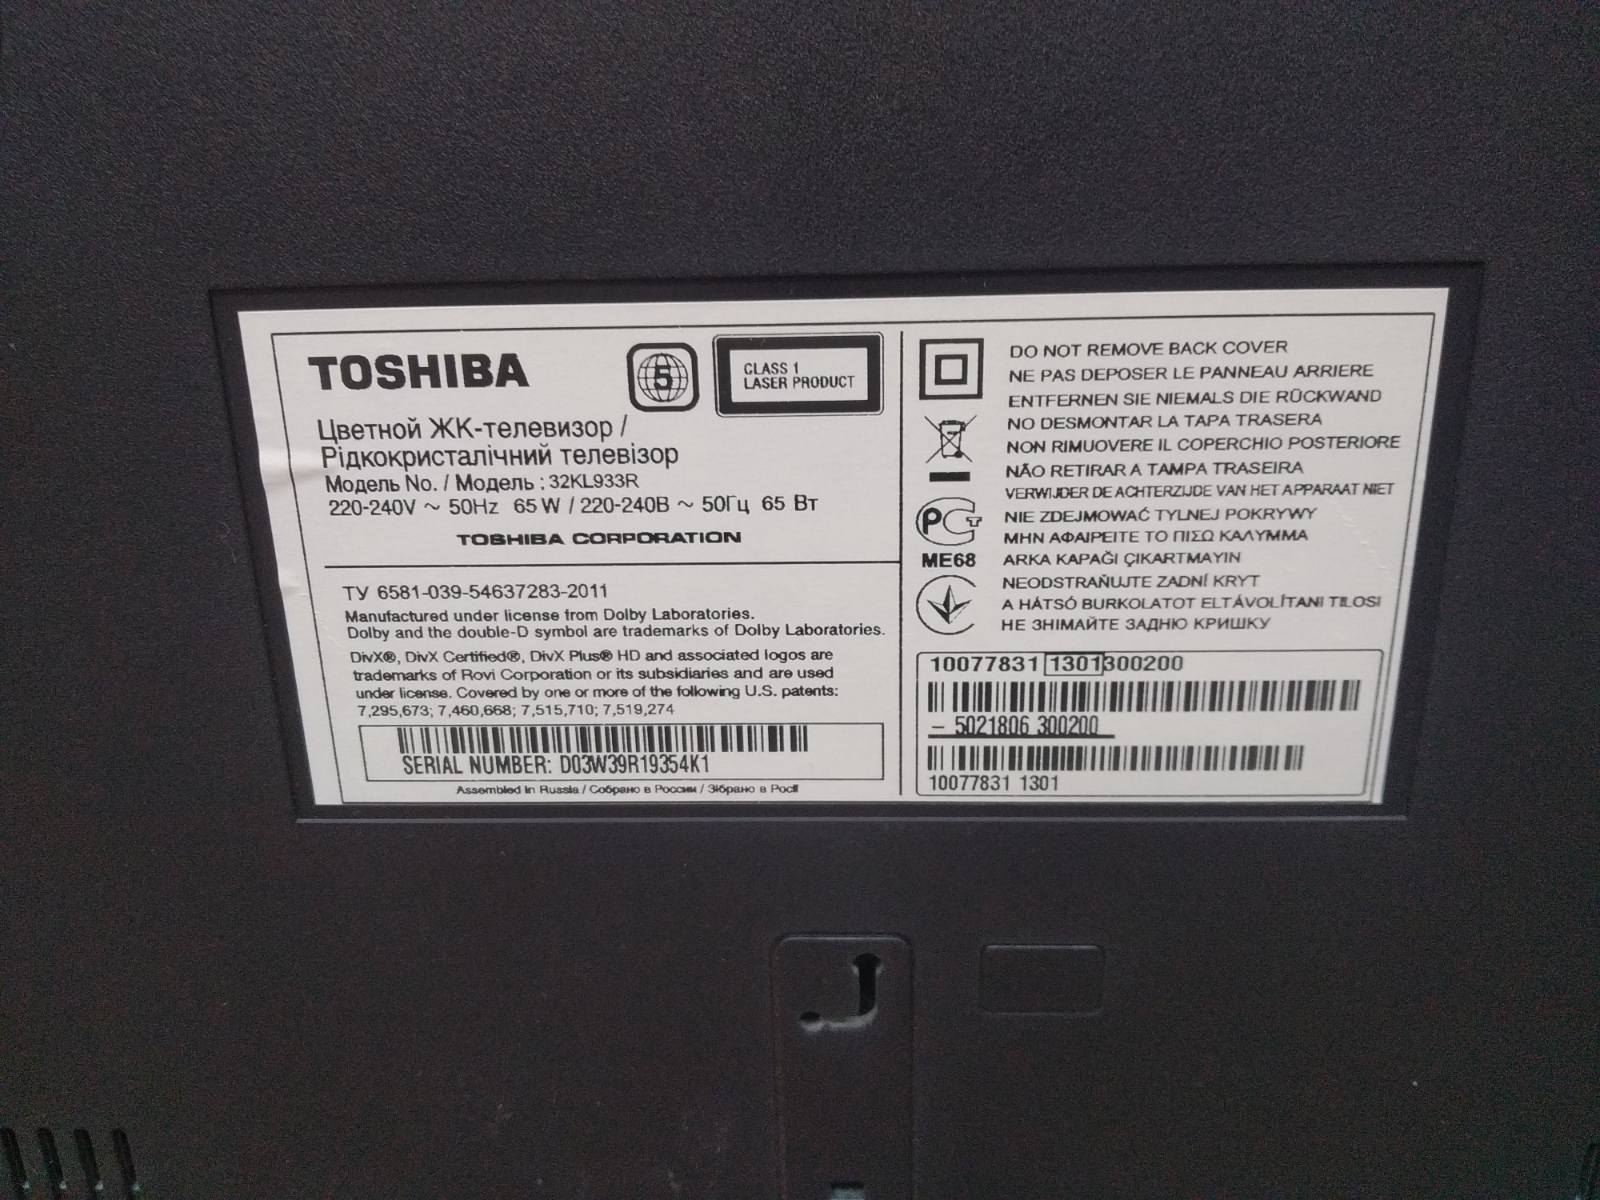 TOSHIBA
5
CLASS 1
LASER PRODUCT
Цветной ЖК-телевизор /
Рідкокристалічний телевізор
Модель No. / Модель : 32KL933R
220-240V ~ 50Hz 65 W / 220-240В ~ 50Гц 65 Вт
TOSHIBA CORPORATION
ТУ 6581-039-54637283-2011
Manufactured under license from Dolby Laboratories.
Dolby and the double-D symbol are trademarks of Dolby Laboratories.
DivX®, DivX Certified®, DivX Plus® HD and associated logos are
trademarks of Rovi Corporation or its subsidiaries and are used
under license. Covered by one or more of the following U.S. patents:
7,295,673; 7,460,668; 7,515,710; 7,519,274
SERIAL NUMBER: D03W39R19354K1
Assembled in Russia / Собрано в России / Зібрано в Росії
DO NOT REMOVE BACK COVER
NE PAS DEPOSER LE PANNEAU ARRIERE
ENTFERNEN SIE NIEMALS DIE RÜCKWAND
NO DESMONTAR LA TAPA TRASERA
NON RIMUOVERE IL COPERCHIO POSTERIORE
NÃO RETIRAR A TAMPA TRASEIRA
VERWIJDER DE ACHTERZIJDE VAN HET APPARAAT NIET
NIE ZDEJMOWAĆ TYLNEJ POKRYWY
ΜΗΝ ΑΦΑΙΡΕΙΤΕ ΤΟ ΠΙΣΩ ΚΑΛΥΜΜΑ
ARKA KAPAĞI ÇIKARTMAYIN
NEODSTRAŇUJTE ZADNÍ KRYT
A HÁTSÓ BURKOLATOT ELTÁVOLÍTANI TILOS!
НЕ ЗНІМАЙТЕ ЗАДНЮ КРИШКУ
РСТ
ME68
10077831 1301300200
- 5021806 300200
10077831 1301